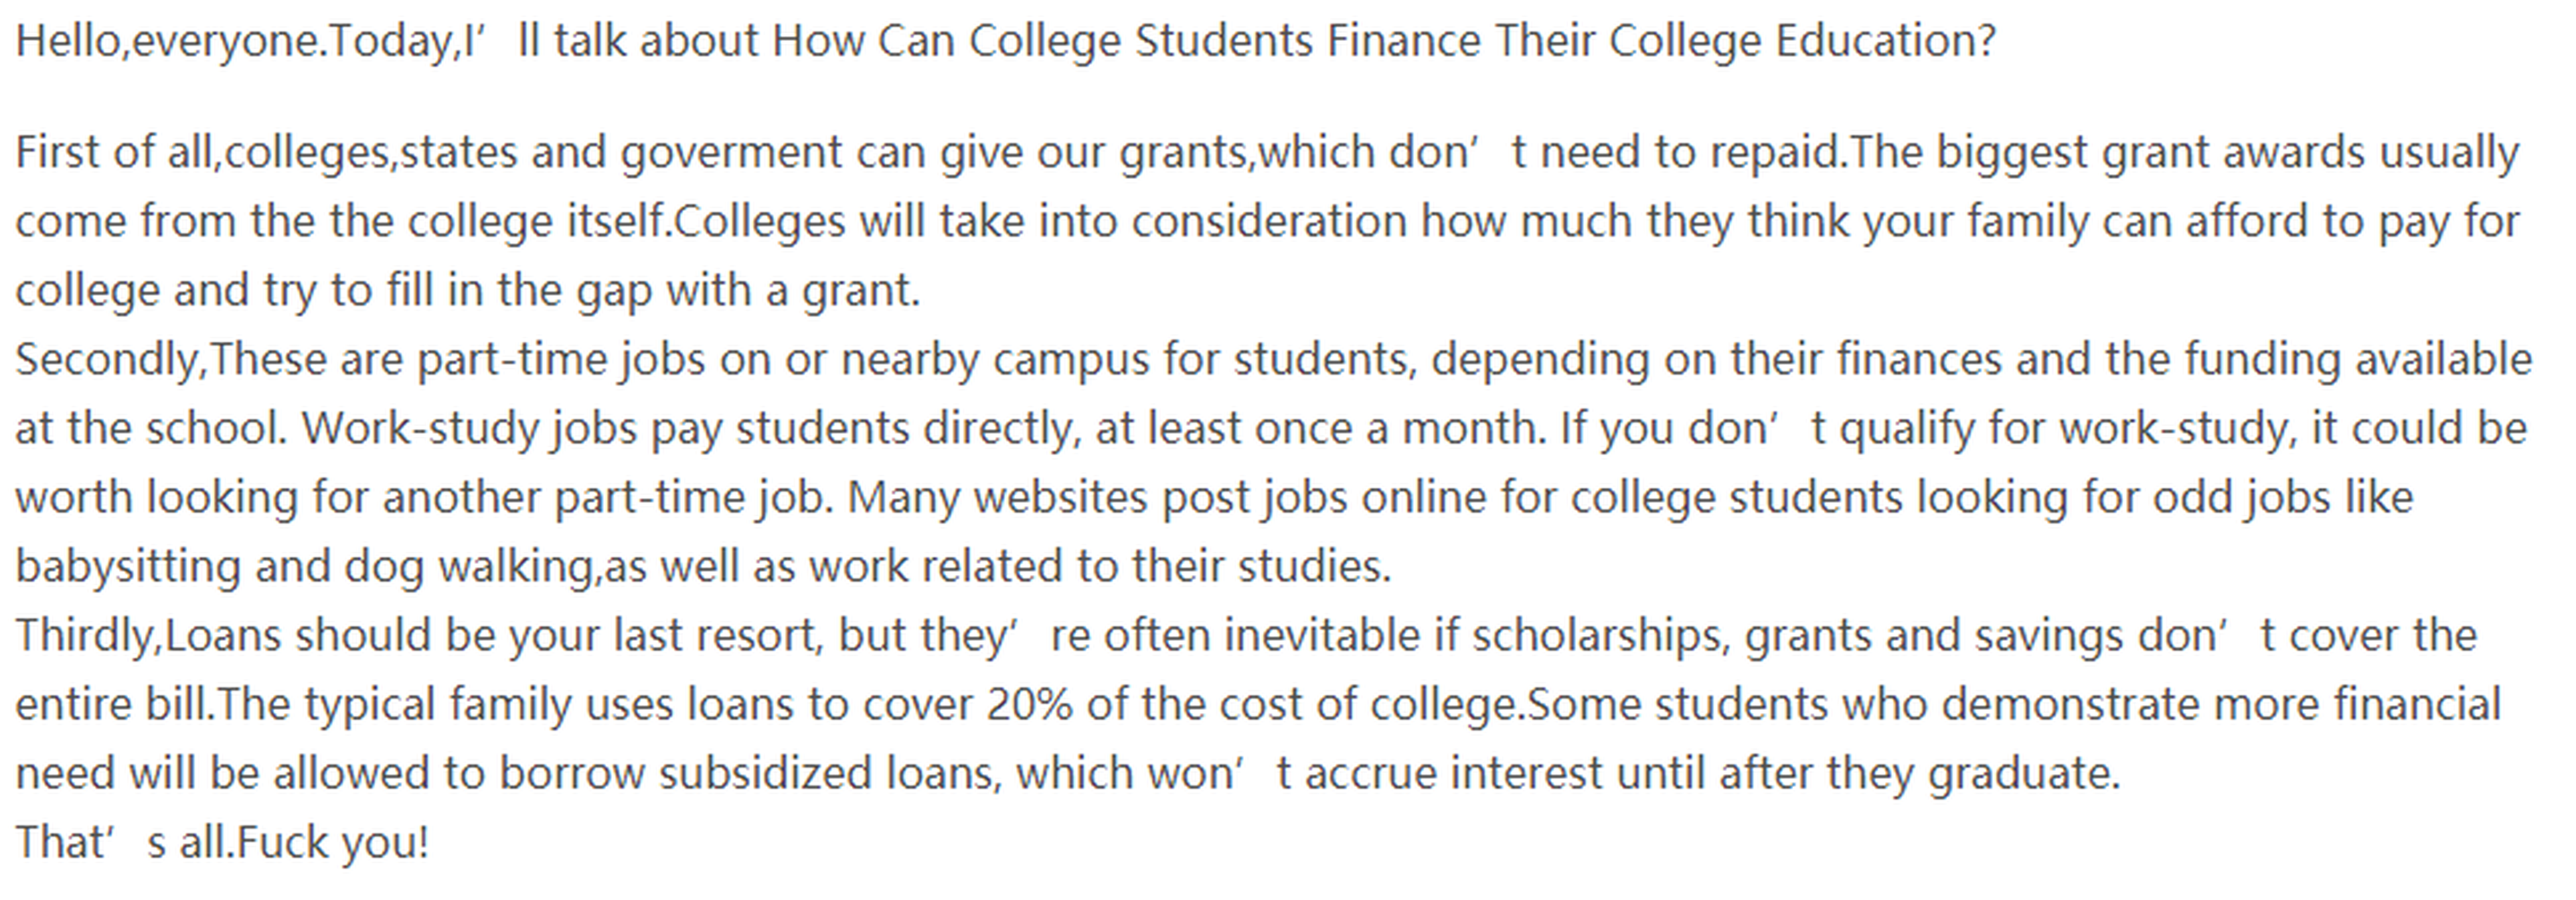 Hello,everyone.Today,I’ll talk about How Can College Students Finance Their College Education?
First of all,colleges,states and goverment can give our grants,which don’t need to repaid.The biggest grant awards usually
come from the the college itself.Colleges will take into consideration how much they think your family can afford to pay for
college and try to fill in the gap with a grant.
Secondly,These are part-time jobs on or nearby campus for students, depending on their finances and the funding available
at the school. Work-study jobs pay students directly, at least once a month. If you don’t qualify for work-study, it could be
worth looking for another part-time job. Many websites post jobs online for college students looking for odd jobs like
babysitting and dog walking,as well as work related to their studies.
Thirdly,Loans should be your last resort, but they’re often inevitable if scholarships, grants and savings don’t cover the
entire bill.The typical family uses loans to cover 20% of the cost of college.Some students who demonstrate more financial
need will be allowed to borrow subsidized loans, which won’t accrue interest until after they graduate.
That’s all.Fuck you!